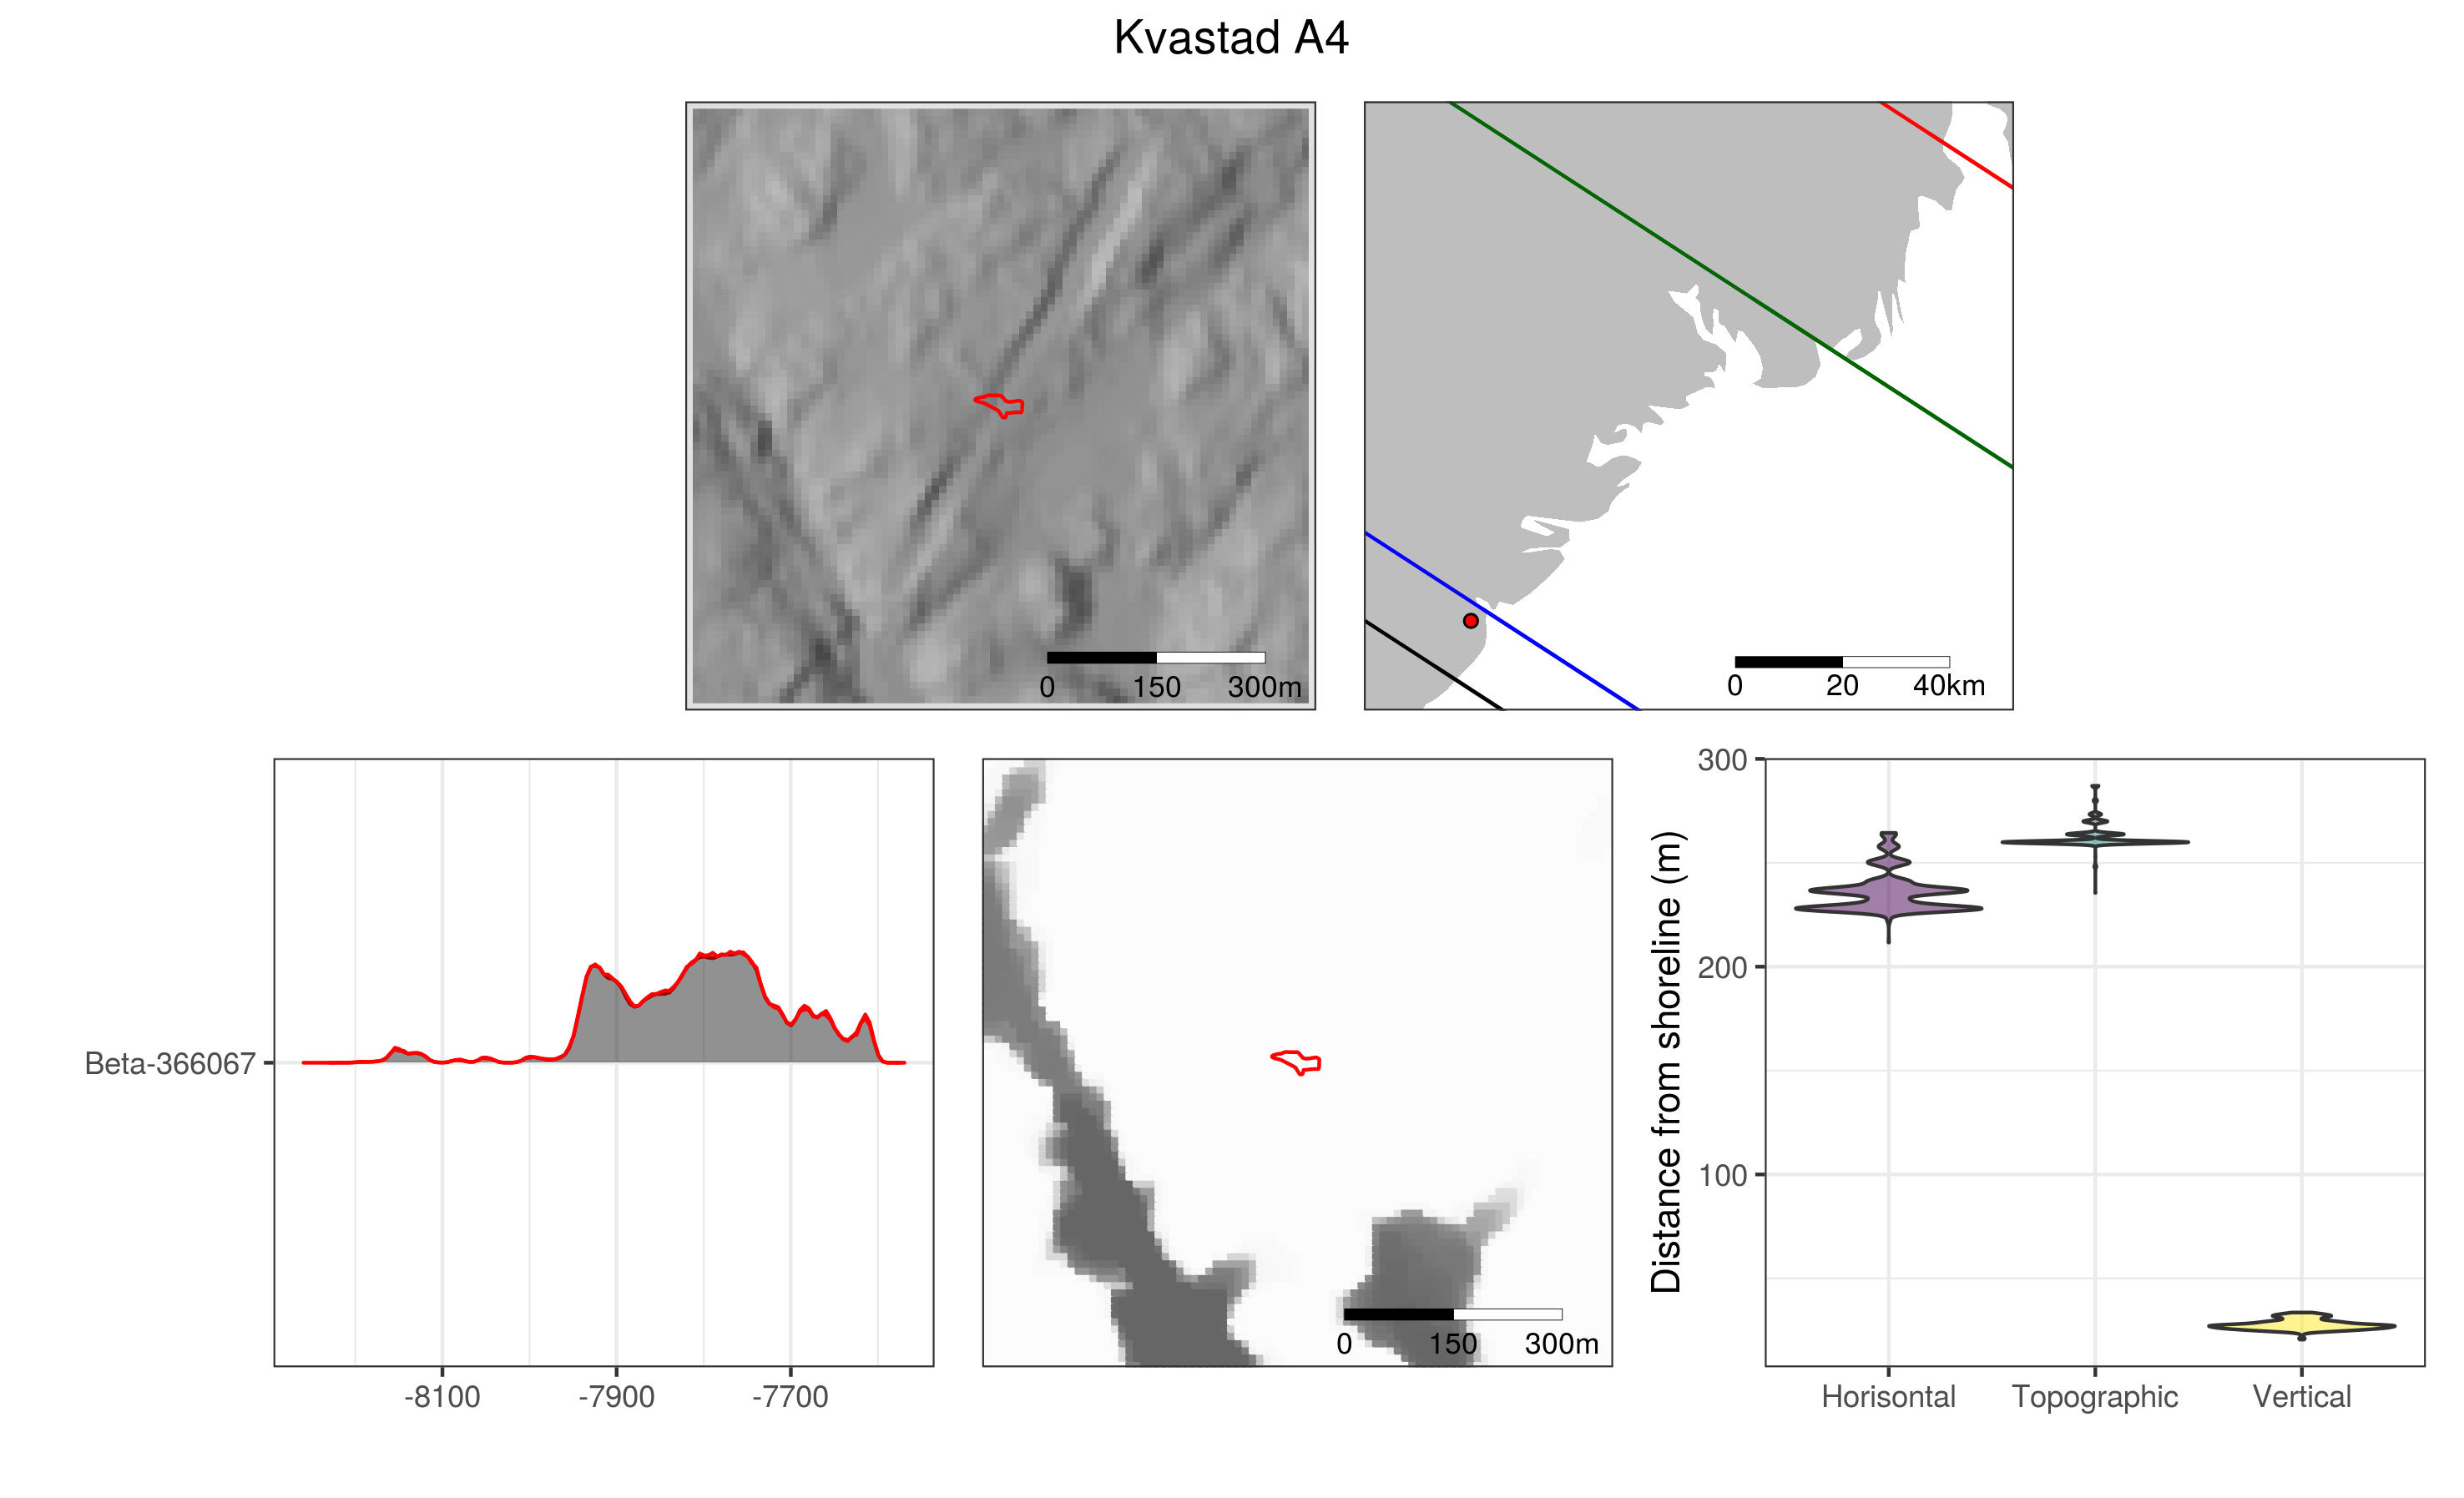 Kvastad A4
0 150 300m
0 20 40km
Beta-366067
-8100 -7900 -7700
0 150 300m
Distance from shoreline (m)
300
200
100
Horisontal Topographic Vertical